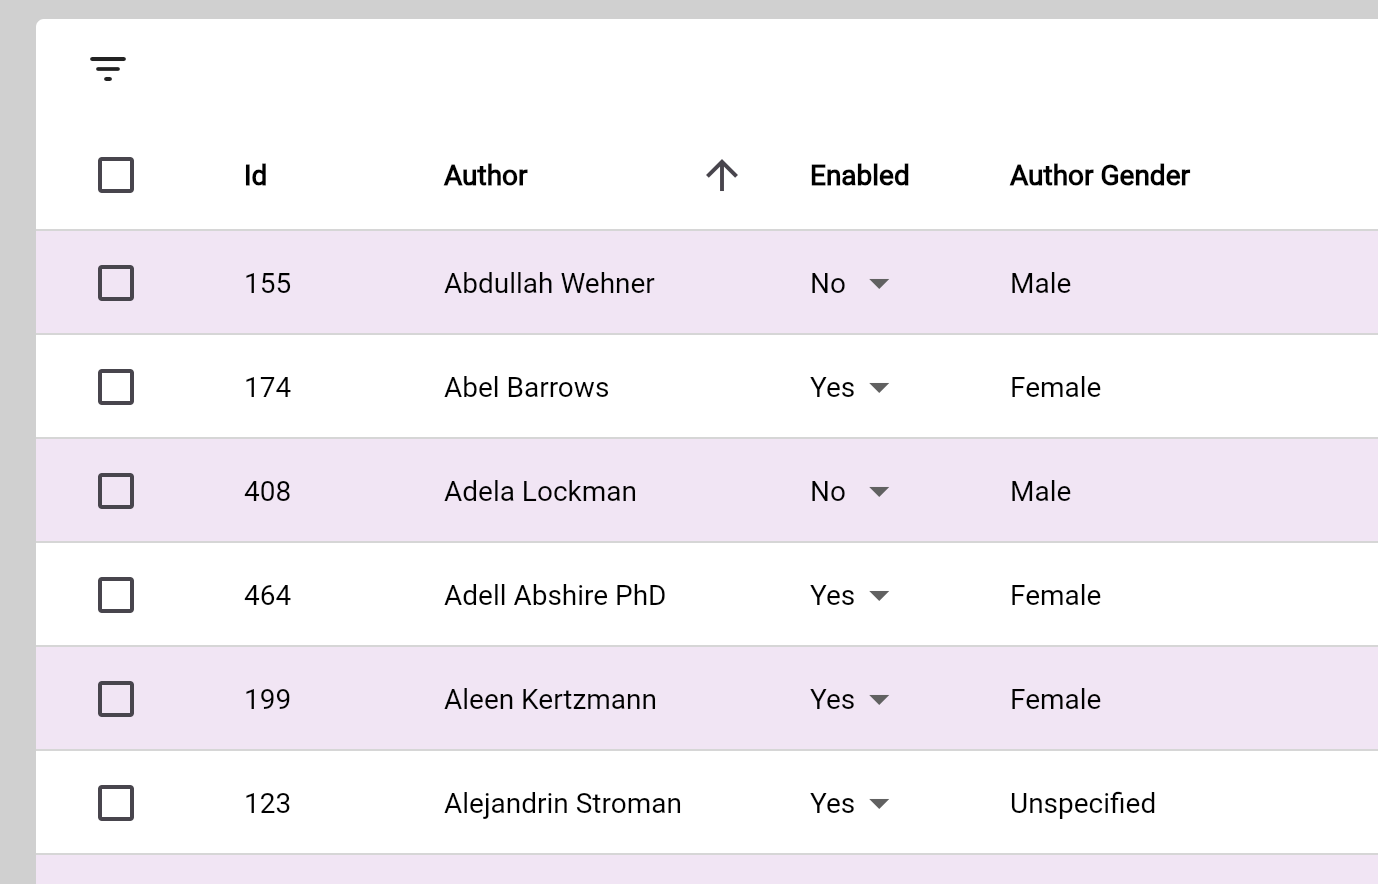 Id Author Enabled Author Gender
155 Abdullah Wehner No Male
174 Abel Barrows Yes Female
408 Adela Lockman No Male
464 Adell Abshire PhD Yes Female
199 Aleen Kertzmann Yes Female
123 Alejandrin Stroman Yes Unspecified